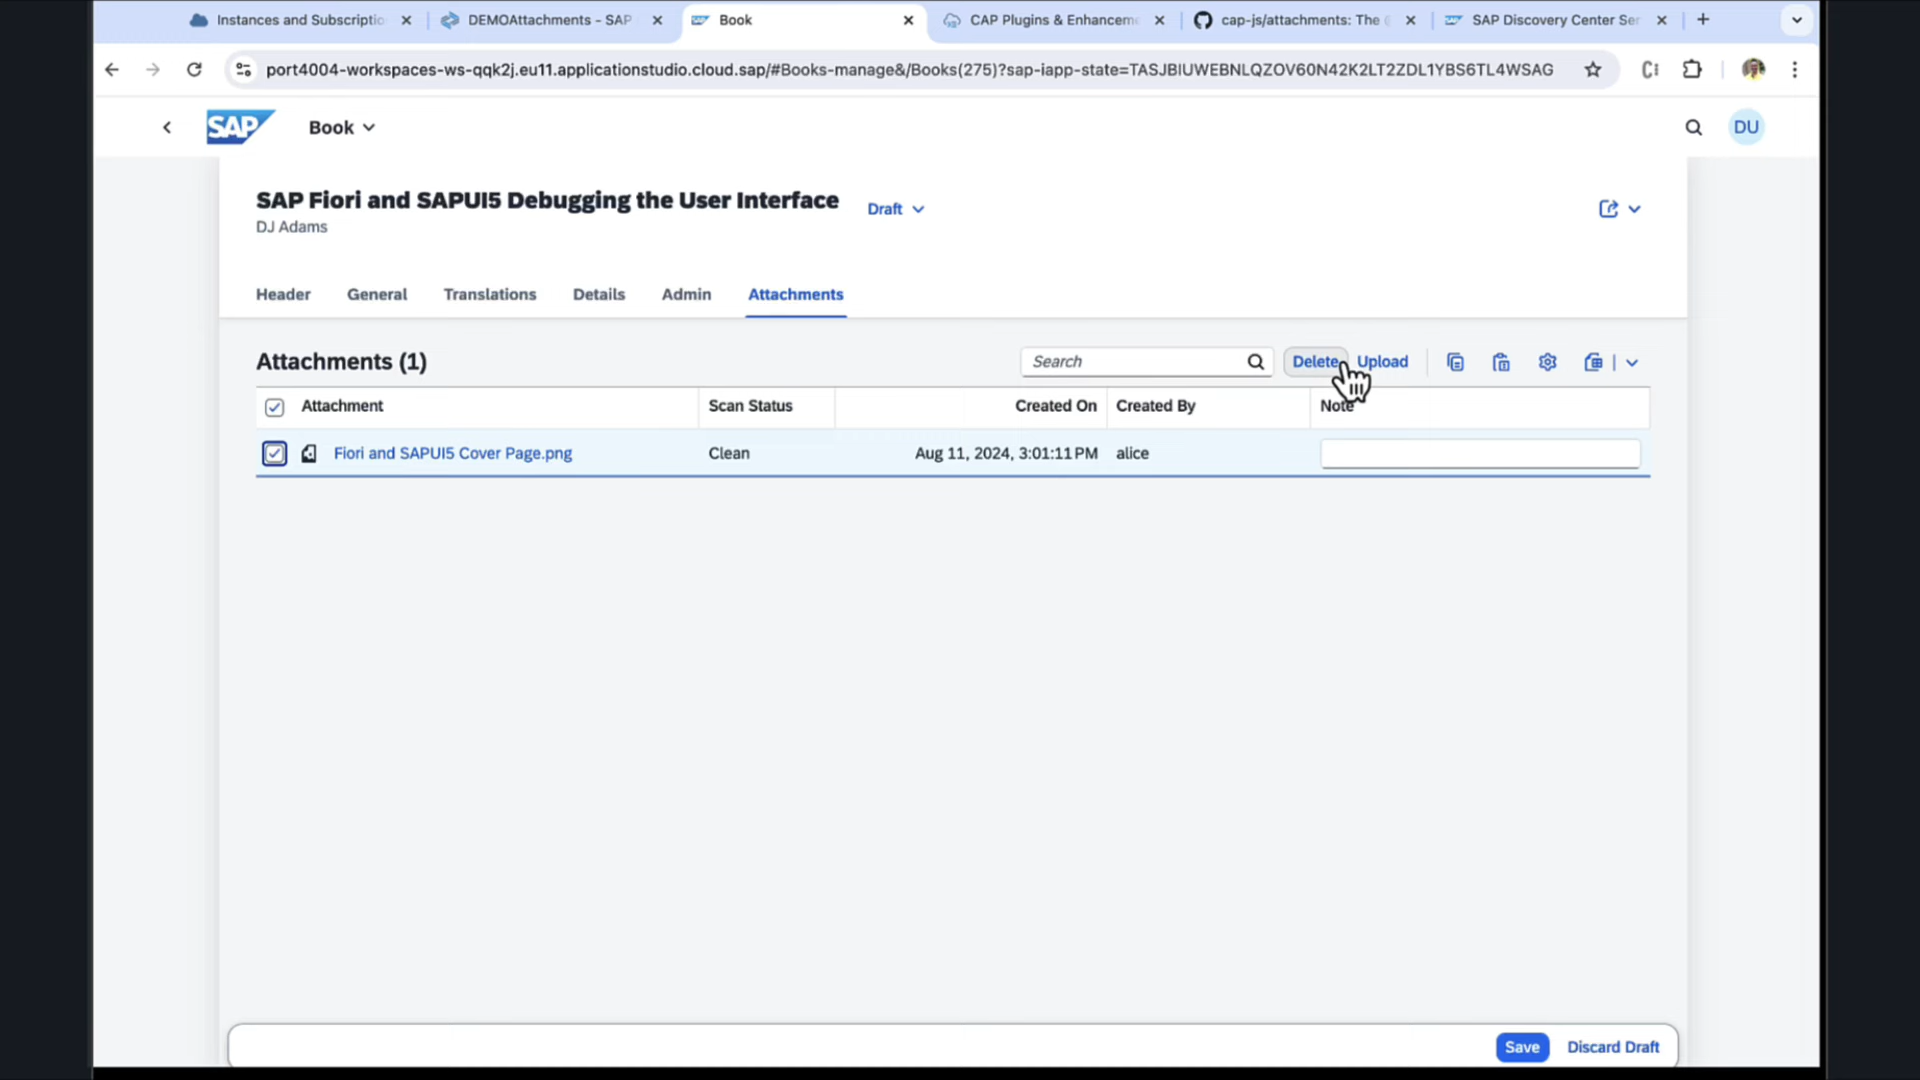 Instances and Subscriptio
DEMOAttachments - SAP
Book
CAP Plugins & Enhancem
cap-js/attachments: The
SAP Discovery Center Ser
port4004-workspaces-ws-qqk2j.eu11.applicationstudio.cloud.sap/#Books-manage&/Books(275)?sap-iapp-state=TASJBIUWEBNLQZOV60N42K2LT2ZDL1YBS6TL4WSAG
SAP
Book
DU
SAP Fiori and SAPUI5 Debugging the User Interface
Draft
DJ Adams
Header General Translations Details Admin Attachments
Attachments (1)
Search
Delete
Upload
Attachment Scan Status Created On Created By Note
Fiori and SAPUI5 Cover Page.png Clean Aug 11, 2024, 3:01:11 PM alice
Save
Discard Draft